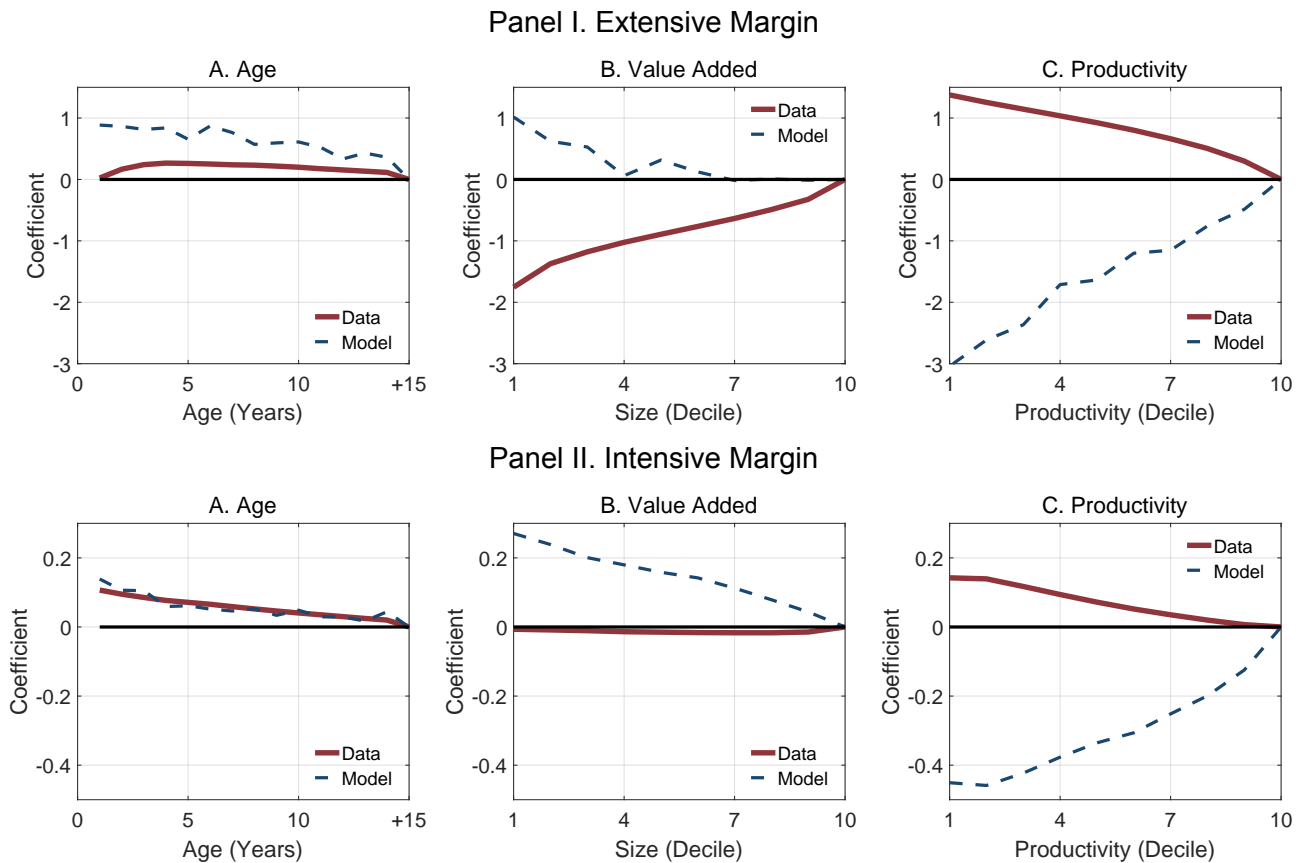 Panel I. Extensive Margin
A. Age
Coefficient
1
0
-1
-2
-3
0
5
10
+15
Age (Years)
Data
Model
B. Value Added
Coefficient
1
0
-1
-2
-3
1
4
7
10
Size (Decile)
Data
Model
C. Productivity
Coefficient
1
0
-1
-2
-3
1
4
7
10
Productivity (Decile)
Data
Model
Panel II. Intensive Margin
A. Age
Coefficient
0.2
0
-0.2
-0.4
0
5
10
+15
Age (Years)
Data
Model
B. Value Added
Coefficient
0.2
0
-0.2
-0.4
1
4
7
10
Size (Decile)
Data
Model
C. Productivity
Coefficient
0.2
0
-0.2
-0.4
1
4
7
10
Productivity (Decile)
Data
Model